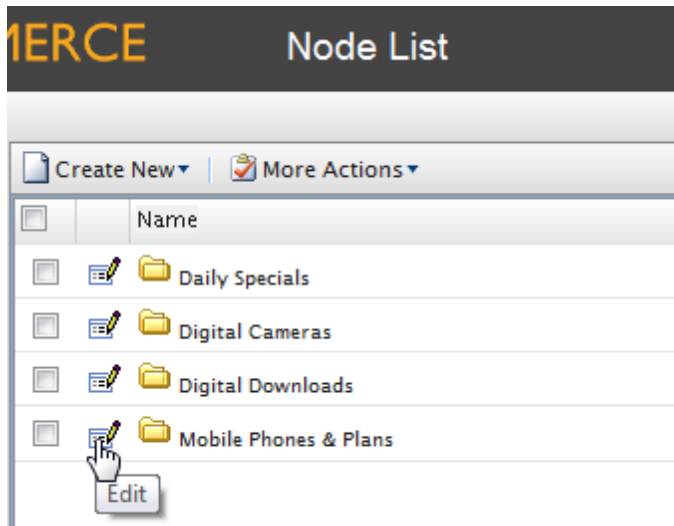 MERCE Node List
Create New More Actions
Name
Daily Specials
Digital Cameras
Digital Downloads
Mobile Phones & Plans
Edit